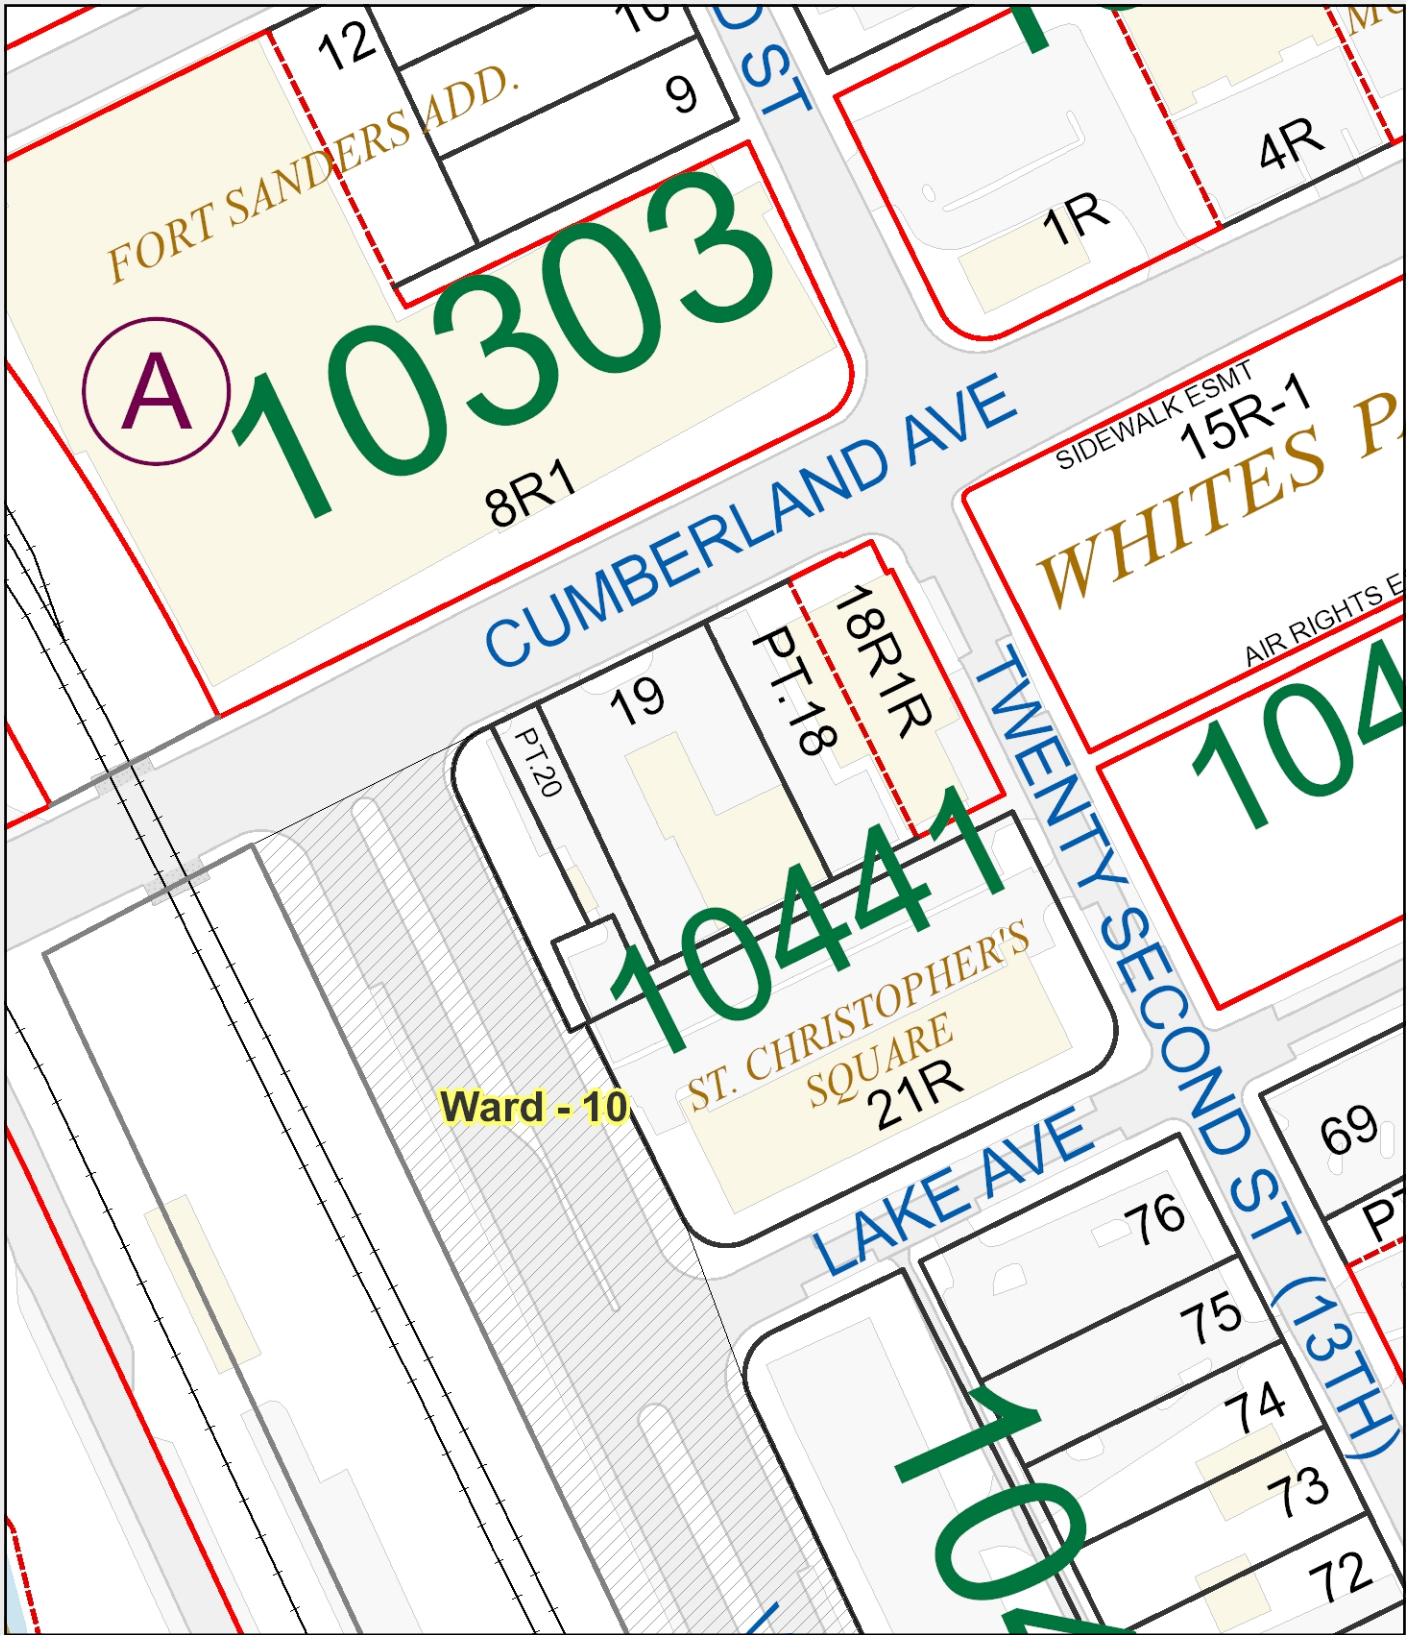 12
9
FORT SANDERS ADD.
ST
4R
1R
10303
A
8R1
CUMBERLAND AVE
SIDEWALK ESMT
15R-1
WHITES
AIR RIGHTS
104
18R1R
PT.18
19
PT.20
TWENTY SECOND ST (13TH)
10441
ST. CHRISTOPHER'S
SQUARE
21R
Ward - 10
LAKE AVE
69
76
75
74
73
72
10